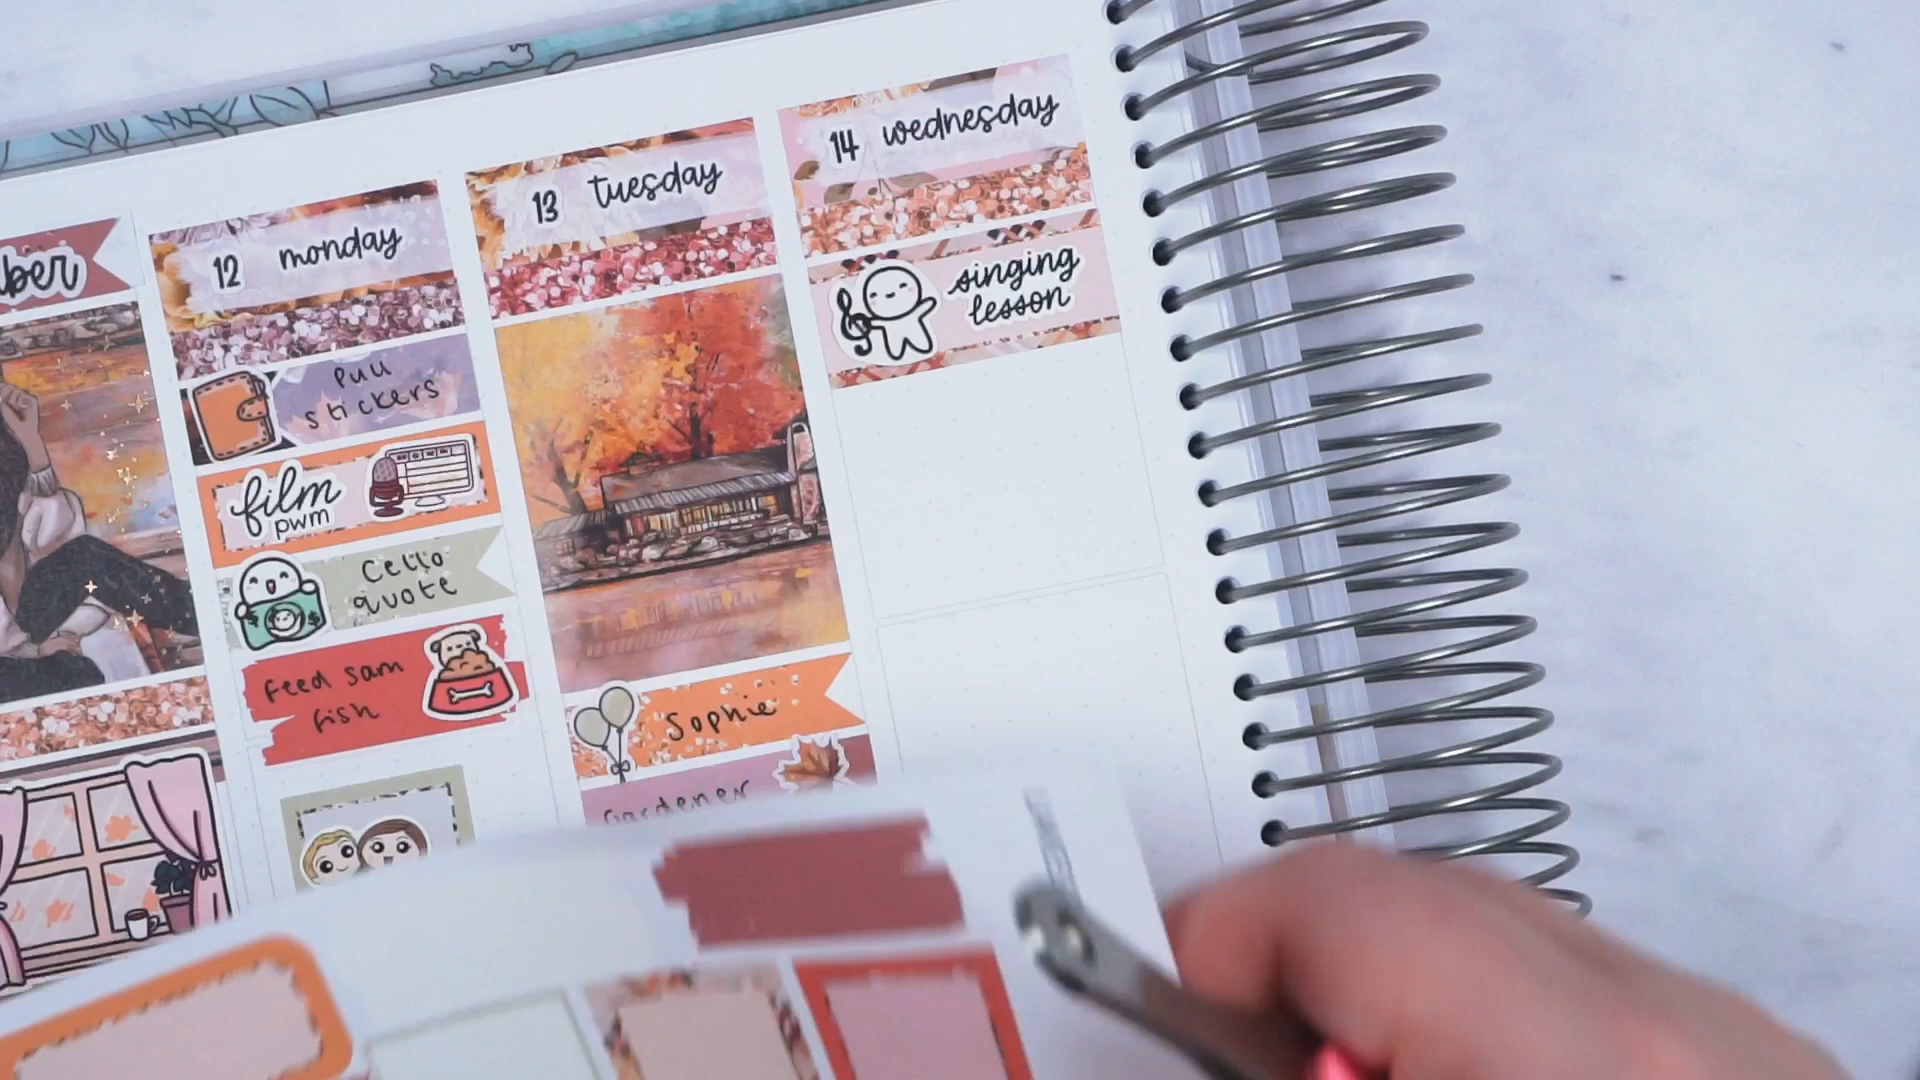 ber
12 monday
Pull
stickers
film
pwm
Cello
quote
Feed Sam
fish
13 tuesday
Sophie
Gardener
14 wednesday
singing
lesson